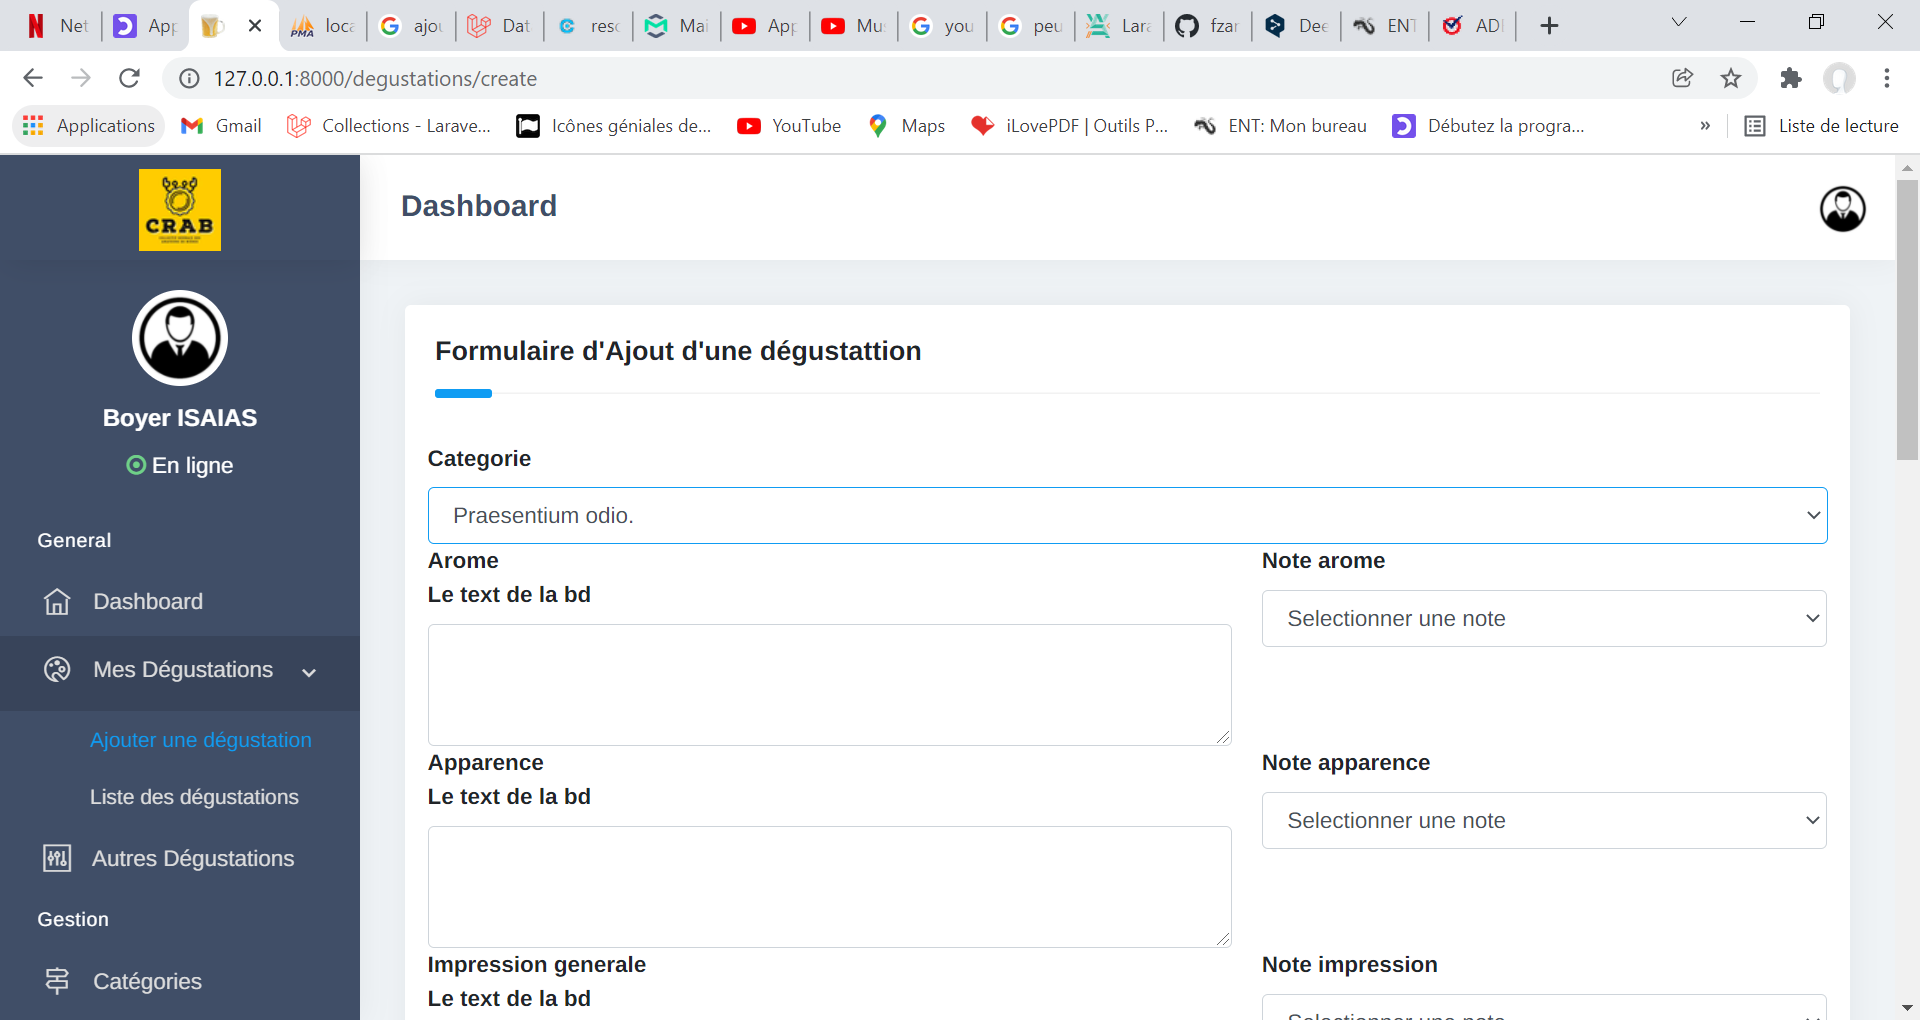 Net
App
loca
ajou
Dat
reso
Mai
App
Mu
you
peu
Lara
fzar
Dee
ENT
AD
127.0.0.1:8000/degustations/create
Applications
Gmail
Collections - Larave...
Icônes géniales de...
YouTube
Maps
iLovePDF | Outils P...
ENT: Mon bureau
Débutez la progra...
»
Liste de lecture
CRAB
Dashboard
Boyer ISAIAS
En ligne
General
Dashboard
Mes Dégustations
Ajouter une dégustation
Liste des dégustations
Autres Dégustations
Gestion
Catégories
Formulaire d'Ajout d'une dégustattion
Categorie
Praesentium odio.
Arome
Le text de la bd
Note arome
Selectionner une note
Apparence
Le text de la bd
Note apparence
Selectionner une note
Impression generale
Le text de la bd
Note impression
Selectionner une note